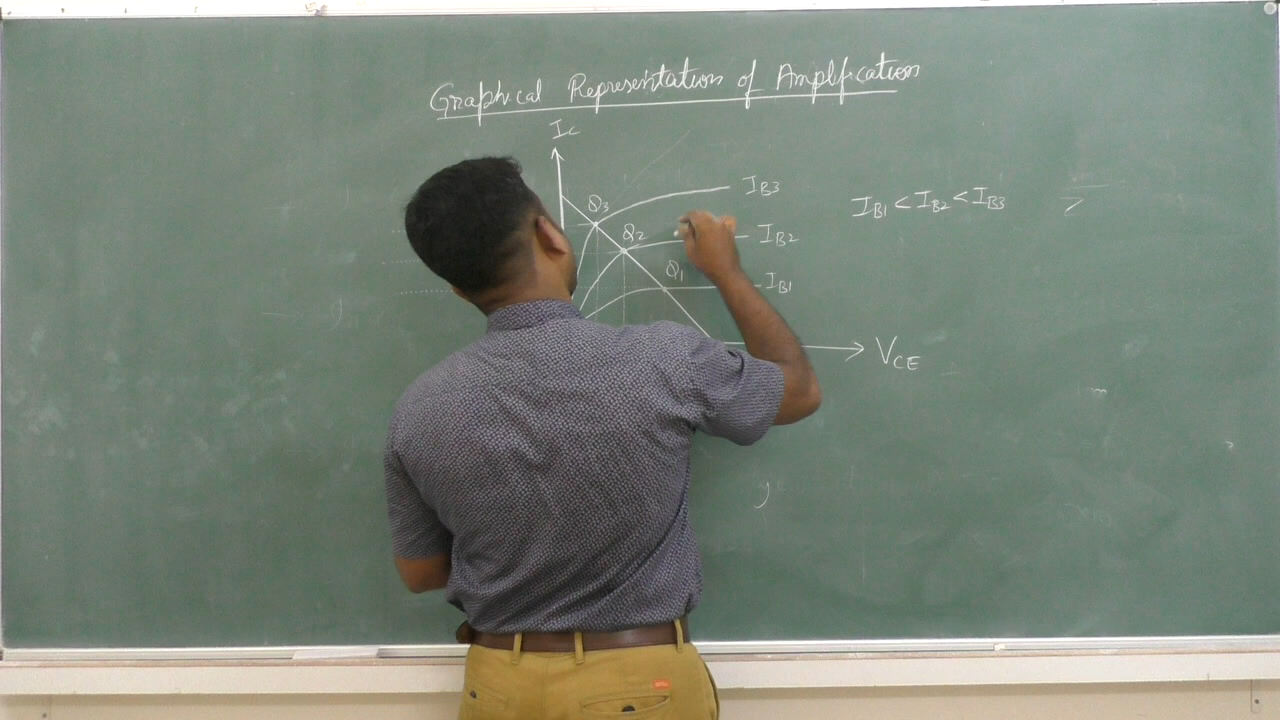 Graphical Representation of Amplification
Ic
IB3
Q3
IB1 < IB2 < IB3
Q2
IB2
Q1
IB1
VCE